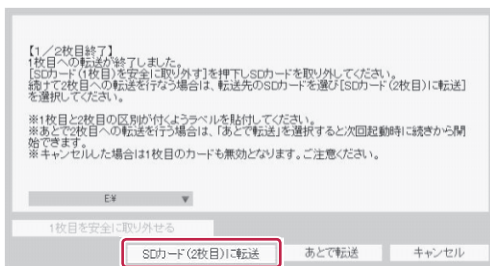 【1／2枚目終了】
1枚目への転送が終了しました。
[SDカード(1枚目)を安全に取り外す]を押下しSDカードを取り外してください。
続けて2枚目への転送を行なう場合は、転送先のSDカードを選び[SDカード(2枚目)に転送]
を選択してください。
※1枚目と2枚目の区別が付くようラベルを貼付してください。
※あとで2枚目への転送を行う場合は、「あとで転送」を選択すると次回起動時に続きから開
始できます。
※キャンセルした場合は1枚目のカードも無効となります。ご注意ください。
E¥ ▼
1枚目を安全に取り外せる
SDカード(2枚目)に転送 あとで転送 キャンセル